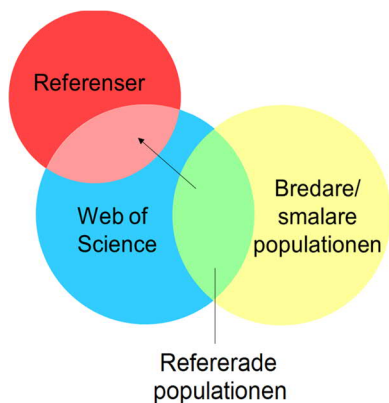 Referenser
Web of
Science
Bredare/
smalare
populationen
Refererade
populationen